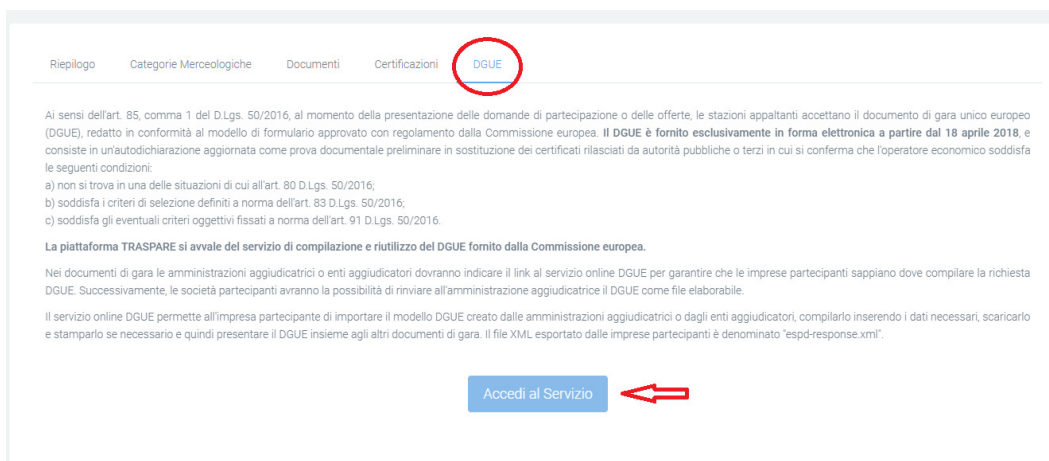 Riepilogo Categorie Merceologiche Documenti Certificazioni DGUE
Ai sensi dell'art. 85, comma 1 del D.Lgs. 50/2016, al momento della presentazione delle domande di partecipazione o delle offerte, le stazioni appaltanti accettano il documento di gara unico europeo
(DGUE), redatto in conformità al modello di formulario approvato con regolamento dalla Commissione europea. Il DGUE è fornito esclusivamente in forma elettronica a partire dal 18 aprile 2018, e
consiste in un'autodichiarazione aggiornata come prova documentale preliminare in sostituzione dei certificati rilasciati da autorità pubbliche o terzi in cui si conferma che l'operatore economico soddisfa
le seguenti condizioni:
a) non si trova in una delle situazioni di cui all'art. 80 D.Lgs. 50/2016;
b) soddisfa i criteri di selezione definiti a norma dell'art. 83 D.Lgs. 50/2016;
c) soddisfa gli eventuali criteri oggettivi fissati a norma dell'art. 91 D.Lgs. 50/2016.
La piattaforma TRASPARE si avvale del servizio di compilazione e riutilizzo del DGUE fornito dalla Commissione europea.
Nei documenti di gara le amministrazioni aggiudicatrici o enti aggiudicatori dovranno indicare il link al servizio online DGUE per garantire che le imprese partecipanti sappiano dove compilare la richiesta
DGUE. Successivamente, le società partecipanti avranno la possibilità di rinviare all'amministrazione aggiudicatrice il DGUE come file elaborabile.
Il servizio online DGUE permette all'impresa partecipante di importare il modello DGUE creato dalle amministrazioni aggiudicatrici o dagli enti aggiudicatori, compilarlo inserendo i dati necessari, scaricarlo
e stamparlo se necessario e quindi presentare il DGUE insieme agli altri documenti di gara. Il file XML esportato dalle imprese partecipanti è denominato "espd-response.xml".
Accedi al Servizio